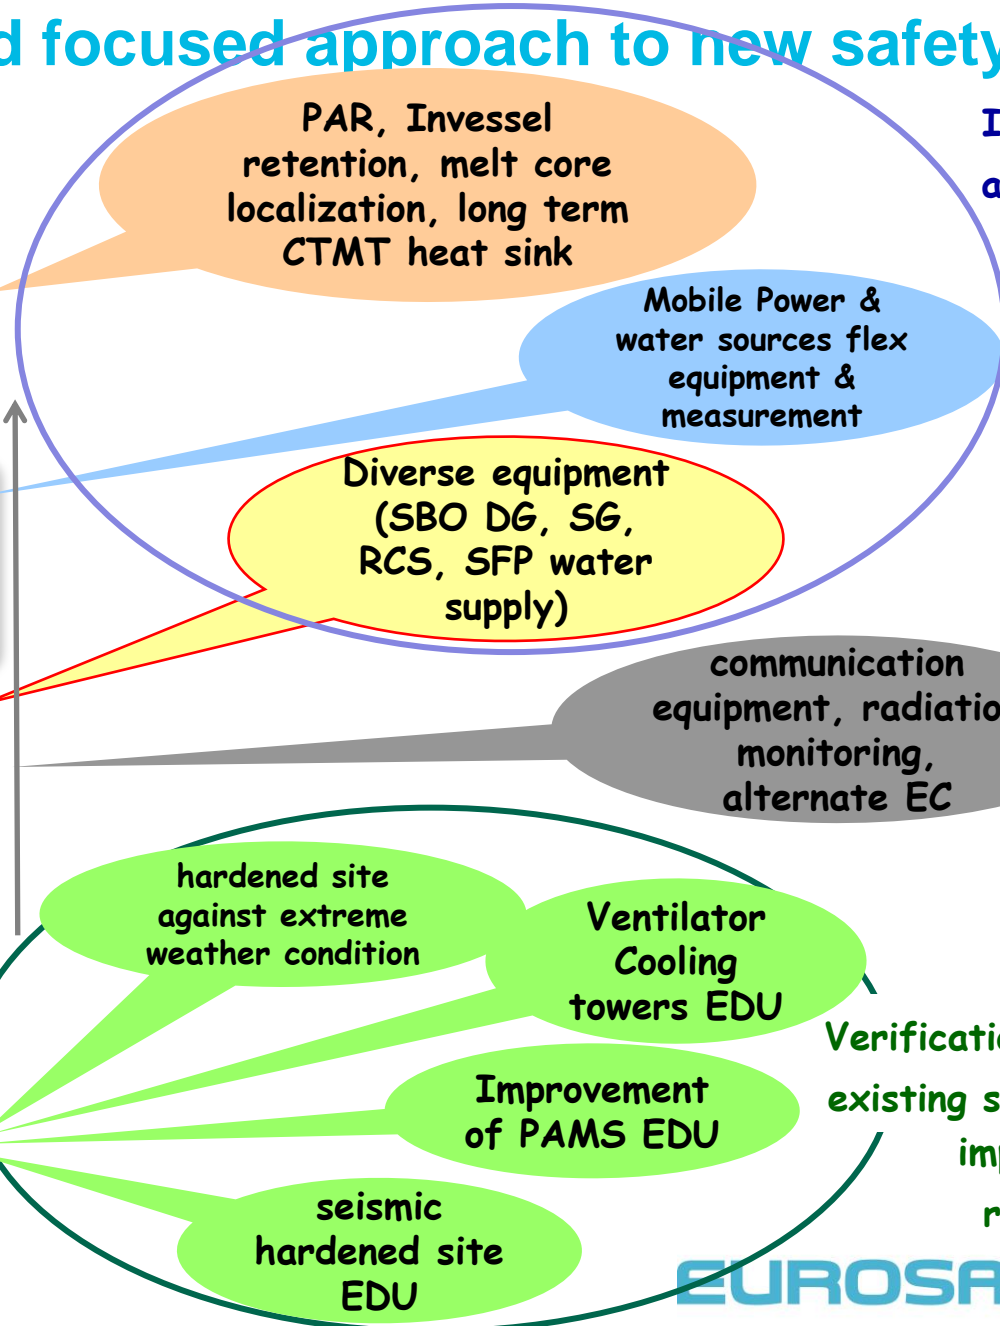 d focused approach to new safety
PAR, Invessel
retention, melt core
localization, long term
CTMT heat sink
I
a
Mobile Power &
water sources flex
equipment &
measurement
Diverse equipment
(SBO DG, SG,
RCS, SFP water
supply)
communication
equipment, radiatio
monitoring,
alternate EC
hardened site
against extreme
weather condition
Ventilator
Cooling
towers EDU
Improvement
of PAMS EDU
seismic
hardened site
EDU
Verificatio
existing s
imp
r
EUROSA